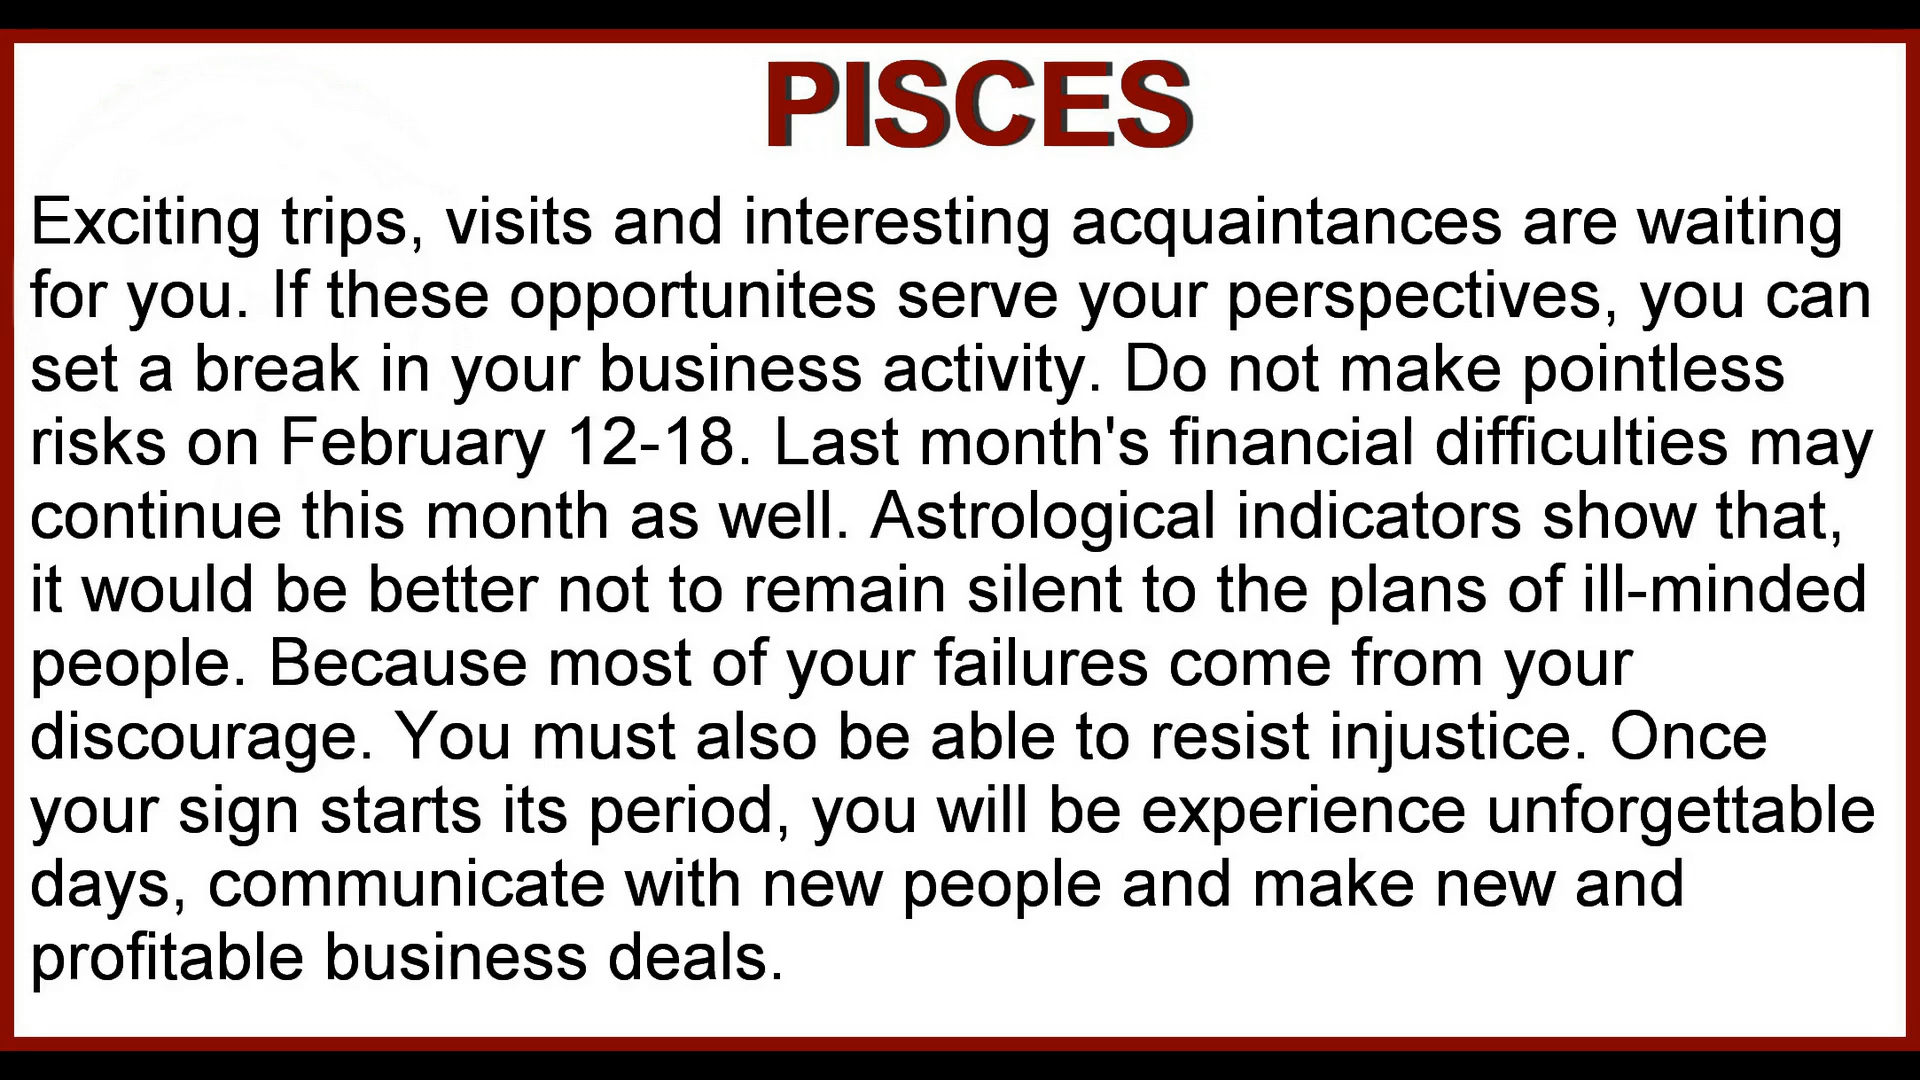 PISCES
Exciting trips, visits and interesting acquaintances are waiting
for you. If these opportunites serve your perspectives, you can
set a break in your business activity. Do not make pointless
risks on February 12-18. Last month's financial difficulties may
continue this month as well. Astrological indicators show that,
it would be better not to remain silent to the plans of ill-minded
people. Because most of your failures come from your
discourage. You must also be able to resist injustice. Once
your sign starts its period, you will be experience unforgettable
days, communicate with new people and make new and
profitable business deals.